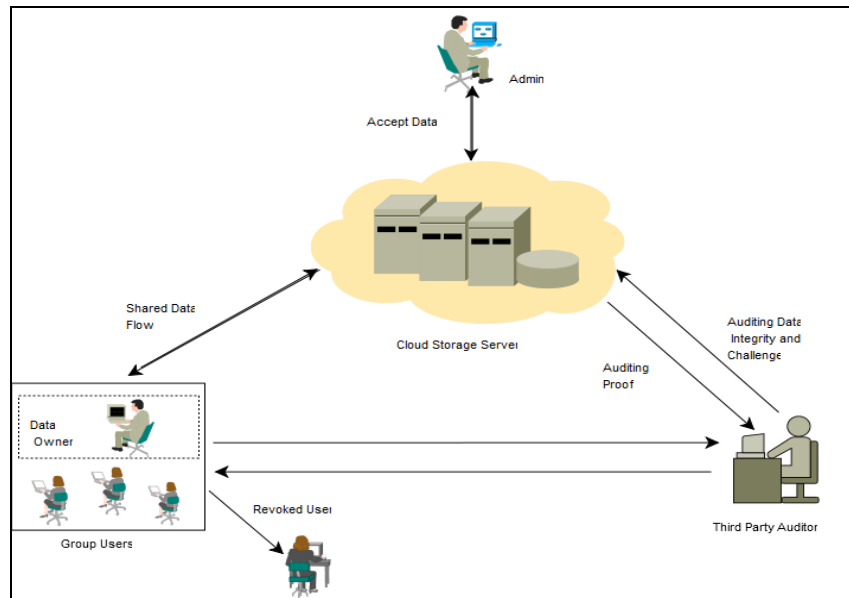 Admin
Accept Data
Shared Data
Flow
Cloud Storage Server
Auditing Data
Integrity and
Challenge
Auditing
Proof
Data
Owner
Group Users
Revoked User
Third Party Auditor